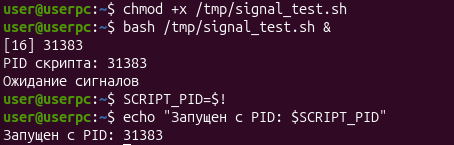 user@userpc:~$ chmod +x /tmp/signal_test.sh
user@userpc:~$ bash /tmp/signal_test.sh &
[16] 31383
PID скрипта: 31383
Ожидание сигналов
user@userpc:~$ SCRIPT_PID=$!
user@userpc:~$ echo "Запущен с PID: $SCRIPT_PID"
Запущен с PID: 31383